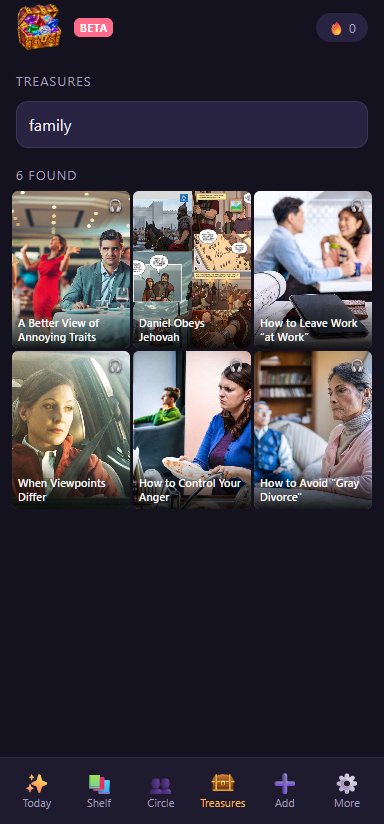 BETA
0
TREASURES
family
6 FOUND
A Better View of
Annoying Traits
Daniel Obeys
Jehovah
How to Leave Work
“at Work”
When Viewpoints
Differ
How to Control Your
Anger
How to Avoid “Gray
Divorce”
Today
Shelf
Circle
Treasures
Add
More